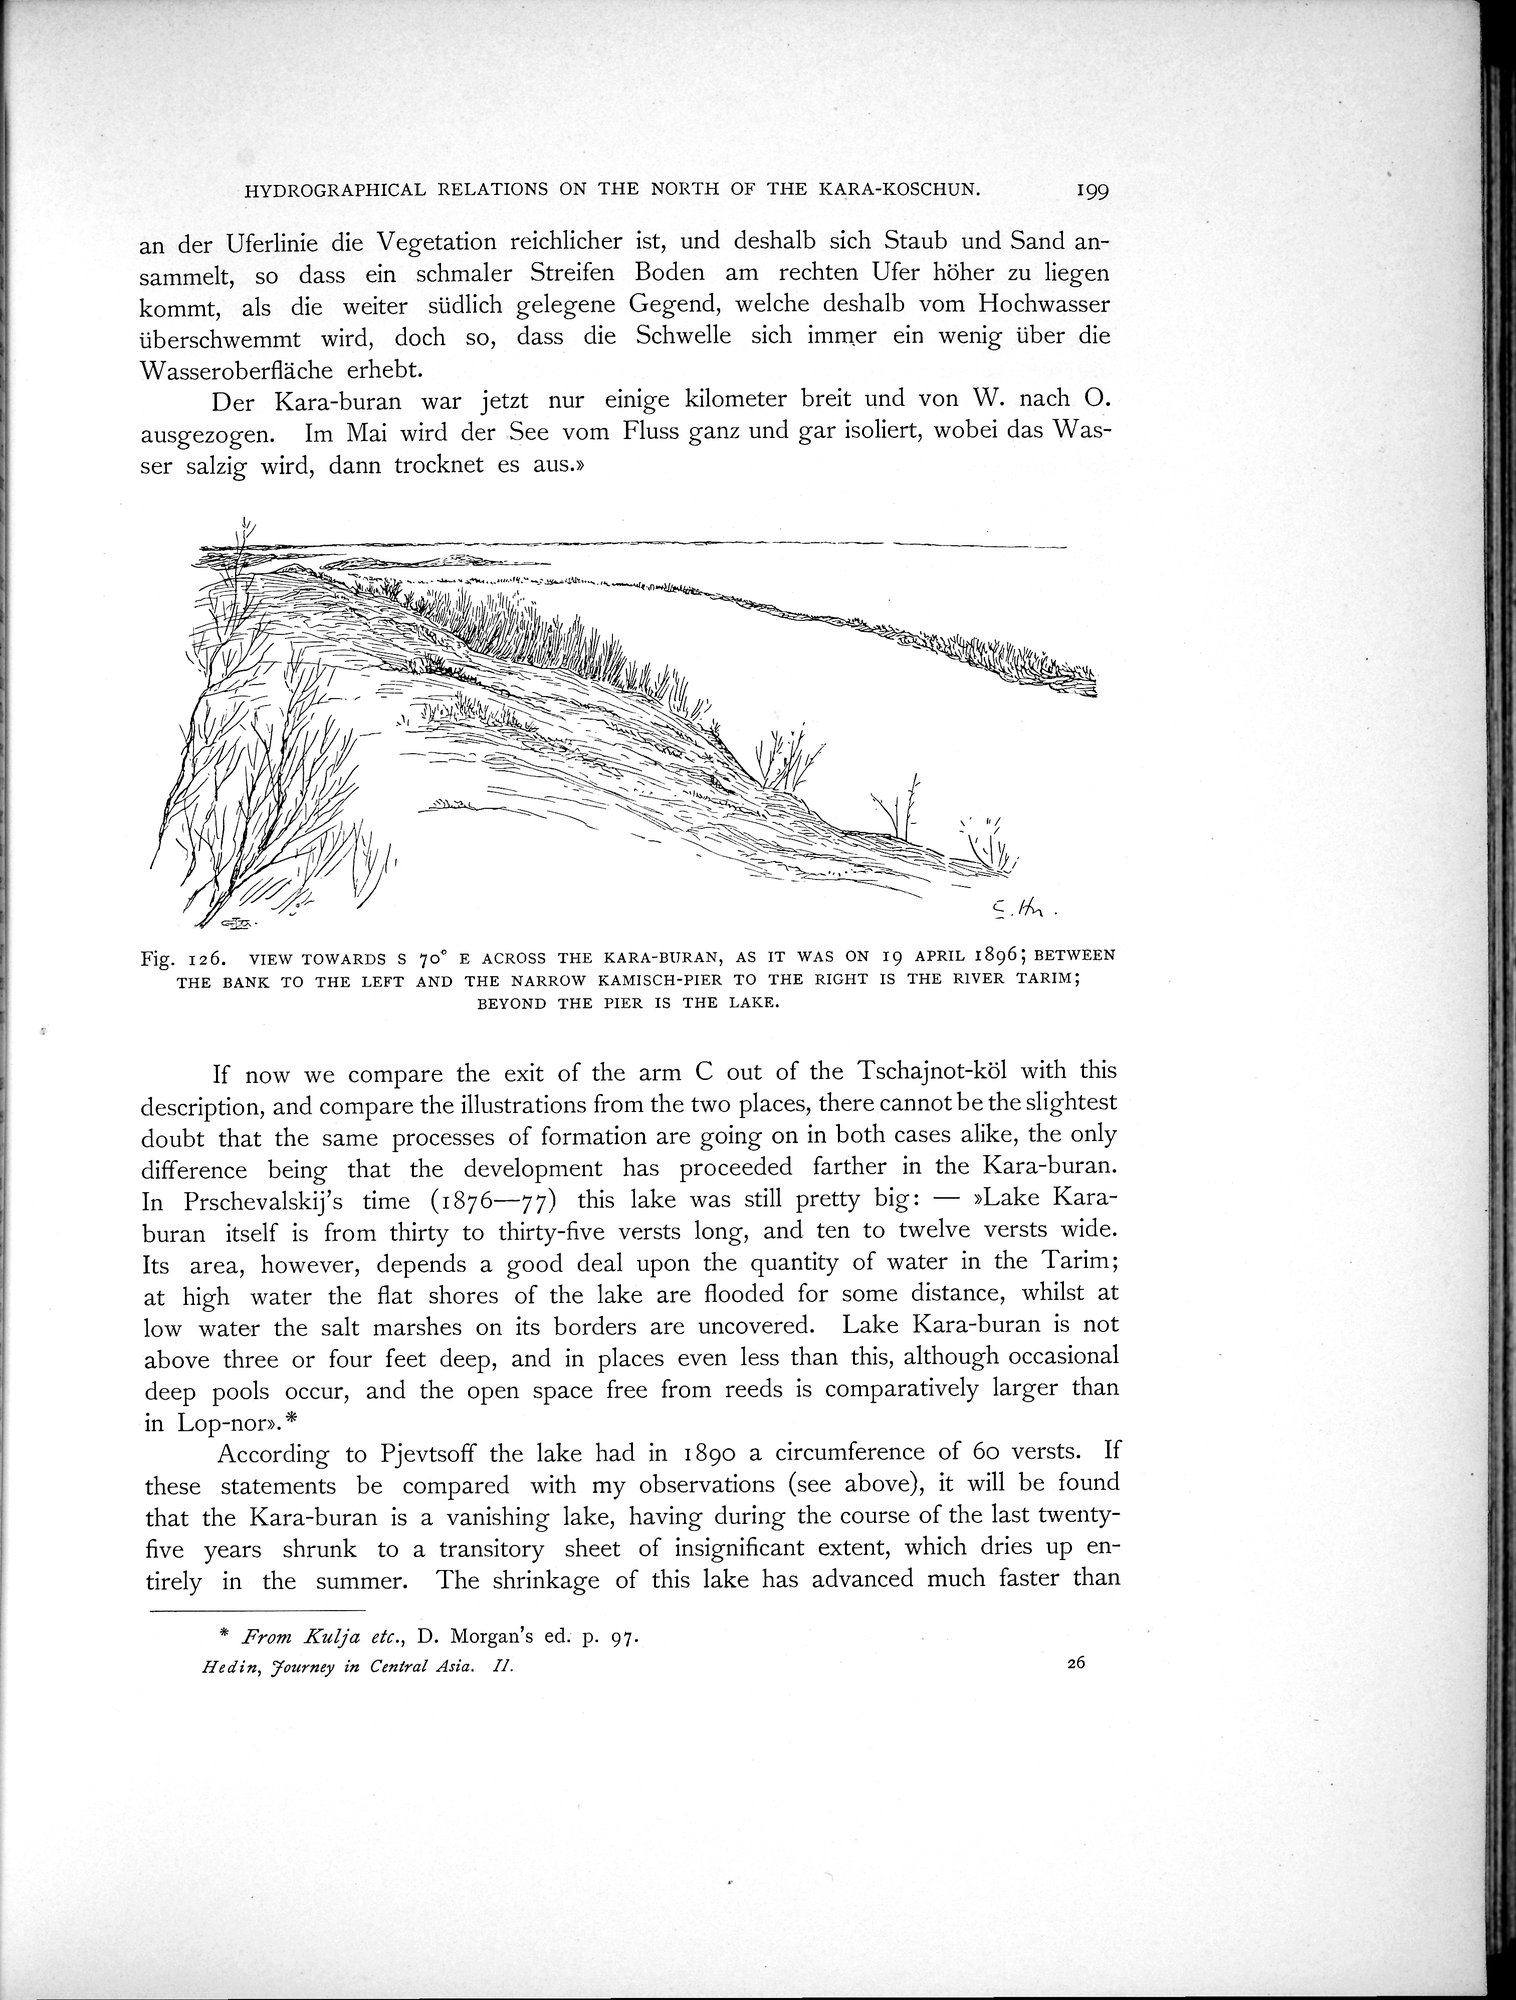 HYDROGRAPHICAL RELATIONS ON THE NORTH OF THE KARA-KOSCHUN. 199
an der Uferlinie die Vegetation reichlicher ist, und deshalb sich Staub und Sand an-
sammelt, so dass ein schmaler Streifen Boden am rechten Ufer höher zu liegen
kommt, als die weiter südlich gelegene Gegend, welche deshalb vom Hochwasser
überschwemmt wird, doch so, dass die Schwelle sich immer ein wenig über die
Wasseroberfläche erhebt.
Der Kara-buran war jetzt nur einige kilometer breit und von W. nach O.
ausgezogen. Im Mai wird der See vom Fluss ganz und gar isoliert, wobei das Was-
ser salzig wird, dann trocknet es aus.»
S. Hn.
Fig. 126. VIEW TOWARDS S 70° E ACROSS THE KARA-BURAN, AS IT WAS ON 19 APRIL 1896; BETWEEN
THE BANK TO THE LEFT AND THE NARROW KAMISCH-PIER TO THE RIGHT IS THE RIVER TARIM;
BEYOND THE PIER IS THE LAKE.
If now we compare the exit of the arm C out of the Tschajnot-köl with this
description, and compare the illustrations from the two places, there cannot be the slightest
doubt that the same processes of formation are going on in both cases alike, the only
difference being that the development has proceeded farther in the Kara-buran.
In Prschevalskij's time (1876—77) this lake was still pretty big: — »Lake Kara-
buran itself is from thirty to thirty-five versts long, and ten to twelve versts wide.
Its area, however, depends a good deal upon the quantity of water in the Tarim;
at high water the flat shores of the lake are flooded for some distance, whilst at
low water the salt marshes on its borders are uncovered. Lake Kara-buran is not
above three or four feet deep, and in places even less than this, although occasional
deep pools occur, and the open space free from reeds is comparatively larger than
in Lop-nor».*
According to Pjevtsoff the lake had in 1890 a circumference of 60 versts. If
these statements be compared with my observations (see above), it will be found
that the Kara-buran is a vanishing lake, having during the course of the last twenty-
five years shrunk to a transitory sheet of insignificant extent, which dries up en-
tirely in the summer. The shrinkage of this lake has advanced much faster than
* From Kulja etc., D. Morgan's ed. p. 97.
Hedin, Journey in Central Asia. II. 26